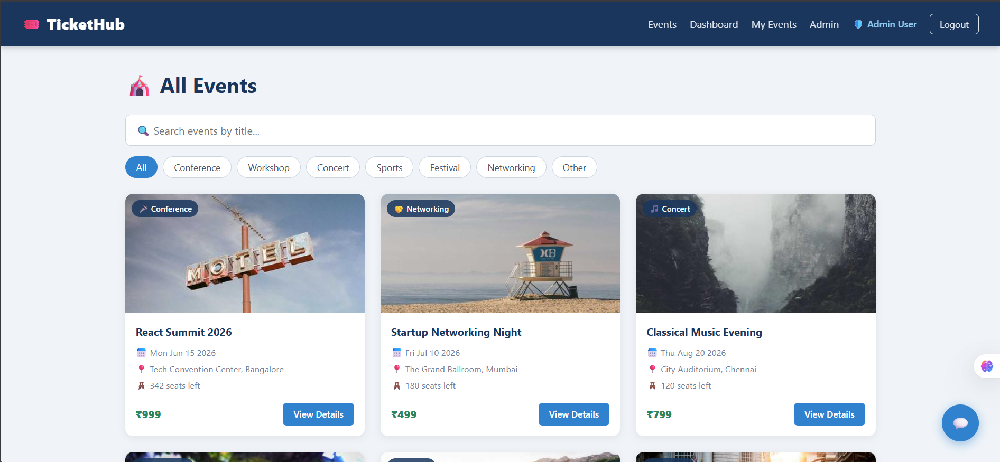 TicketHub
Events Dashboard My Events Admin Admin User Logout
All Events
Search events by title...
All Conference Workshop Concert Sports Festival Networking Other
Conference
MOTEL
React Summit 2026
Mon Jun 15 2026
Tech Convention Center, Bangalore
342 seats left
₹999 View Details
Networking
2
Startup Networking Night
Fri Jul 10 2026
The Grand Ballroom, Mumbai
180 seats left
₹499 View Details
Concert
Classical Music Evening
Thu Aug 20 2026
City Auditorium, Chennai
120 seats left
₹799 View Details